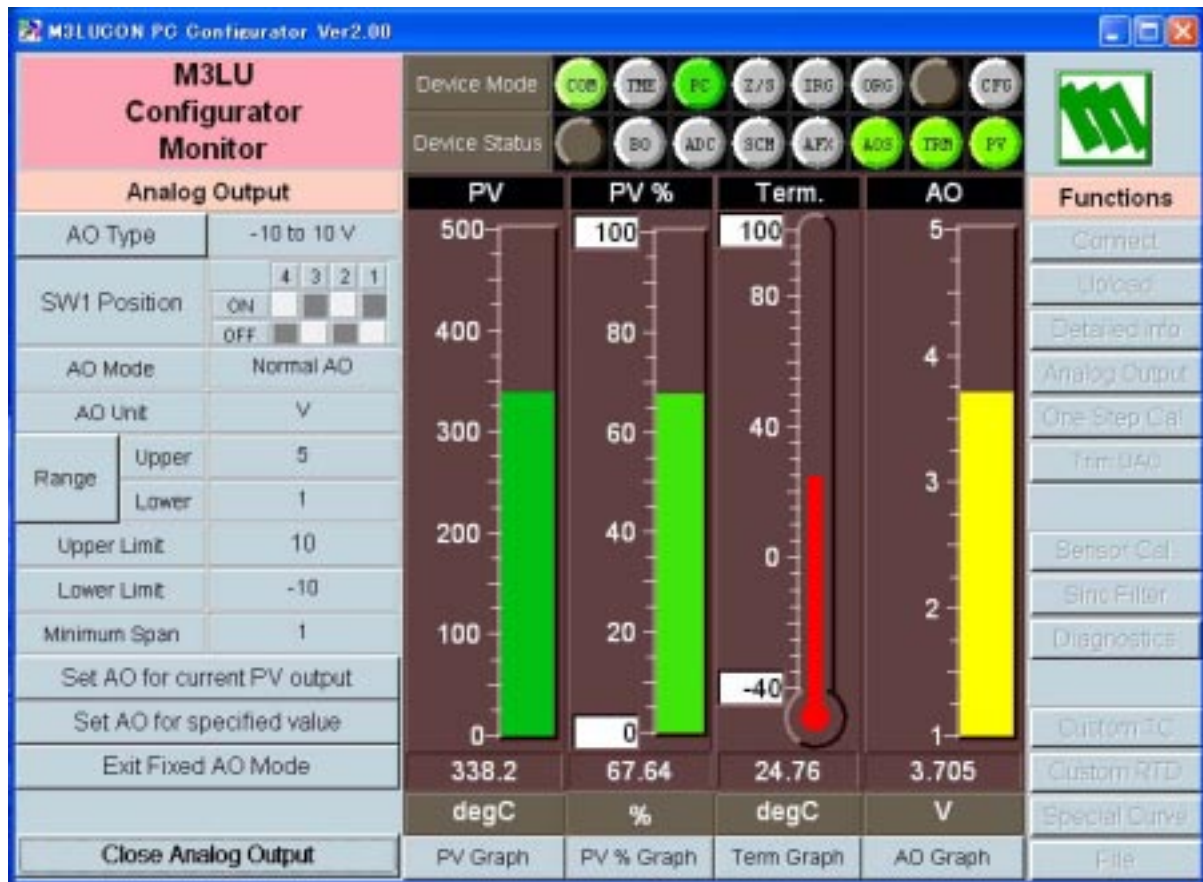 M3LUCON PC Configurator Ver2.00
M3LU
Configurator
Monitor
Device Mode
COM TME PC Z/S IRG ORG CFG
Device Status
BO ADC SCM AFX AOS TRM PV
Analog Output
AO Type
-10 to 10 V
SW1 Position
4 3 2 1
ON
OFF
AO Mode
Normal AO
AO Unit
V
Range
Upper
5
Lower
1
Upper Limit
10
Lower Limit
-10
Minimum Span
1
Set AO for current PV output
Set AO for specified value
Exit Fixed AO Mode
Close Analog Output
PV
500
400
300
200
100
0
338.2
degC
PV Graph
PV %
100
80
60
40
20
0
67.64
%
PV % Graph
Term.
100
80
40
0
-40
24.76
degC
Term Graph
AO
5
4
3
2
1
3.705
V
AO Graph
Functions
Connect
Upload
Detailed Info
Analog Output
One Step Cal
Trim DAC
Sensor Cal
Sinc Filter
Diagnostics
Custom TC
Custom RTD
Special Curve
File